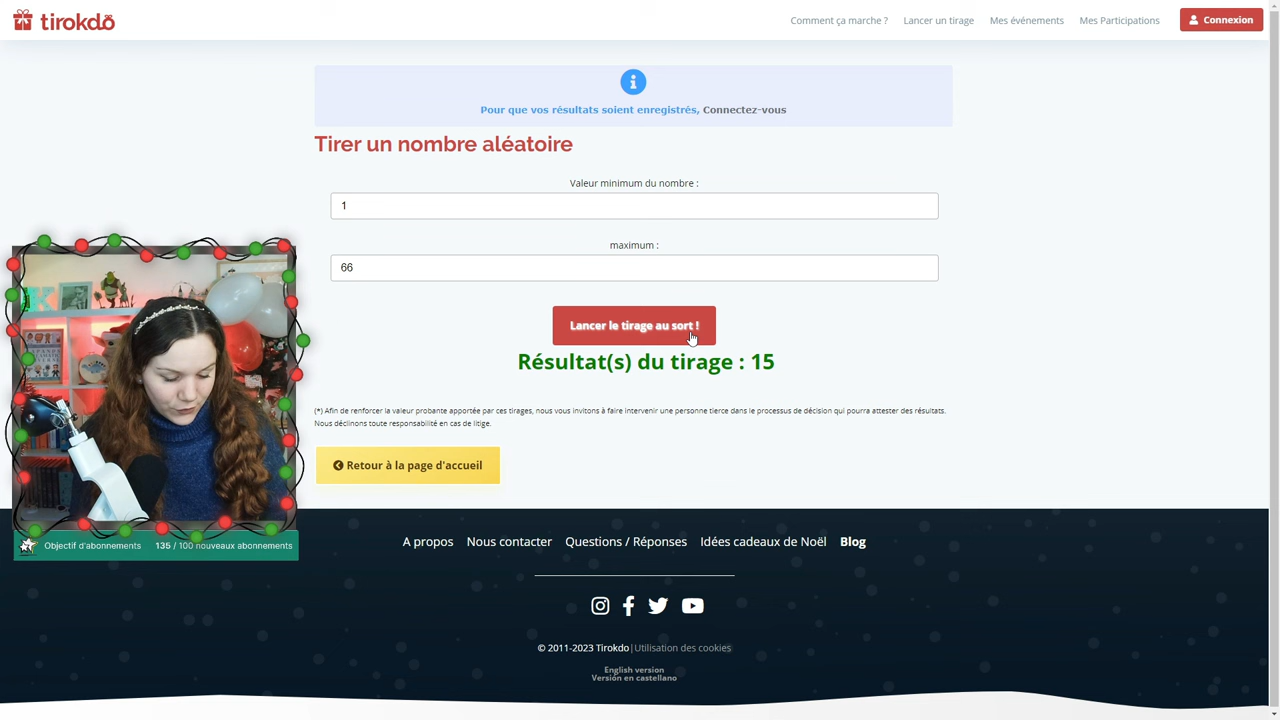 tirokdo
Comment ça marche ? Lancer un tirage Mes événements Mes Participations Connexion
Pour que vos résultats soient enregistrés, Connectez-vous
Tirer un nombre aléatoire
Valeur minimum du nombre :
1
maximum :
66
Lancer le tirage au sort !
Résultat(s) du tirage : 15
(*) Afin de renforcer la valeur probante apportée par ces tirages, nous vous invitons à faire intervenir une personne tierce dans le processus de décision qui pourra attester des résultats.
Nous déclinons toute responsabilité en cas de litige.
Retour à la page d'accueil
Objectif d'abonnements 135 / 100 nouveaux abonnements
A propos Nous contacter Questions / Réponses Idées cadeaux de Noël Blog
© 2011-2023 Tirokdo|Utilisation des cookies
English version
Versión en castellano